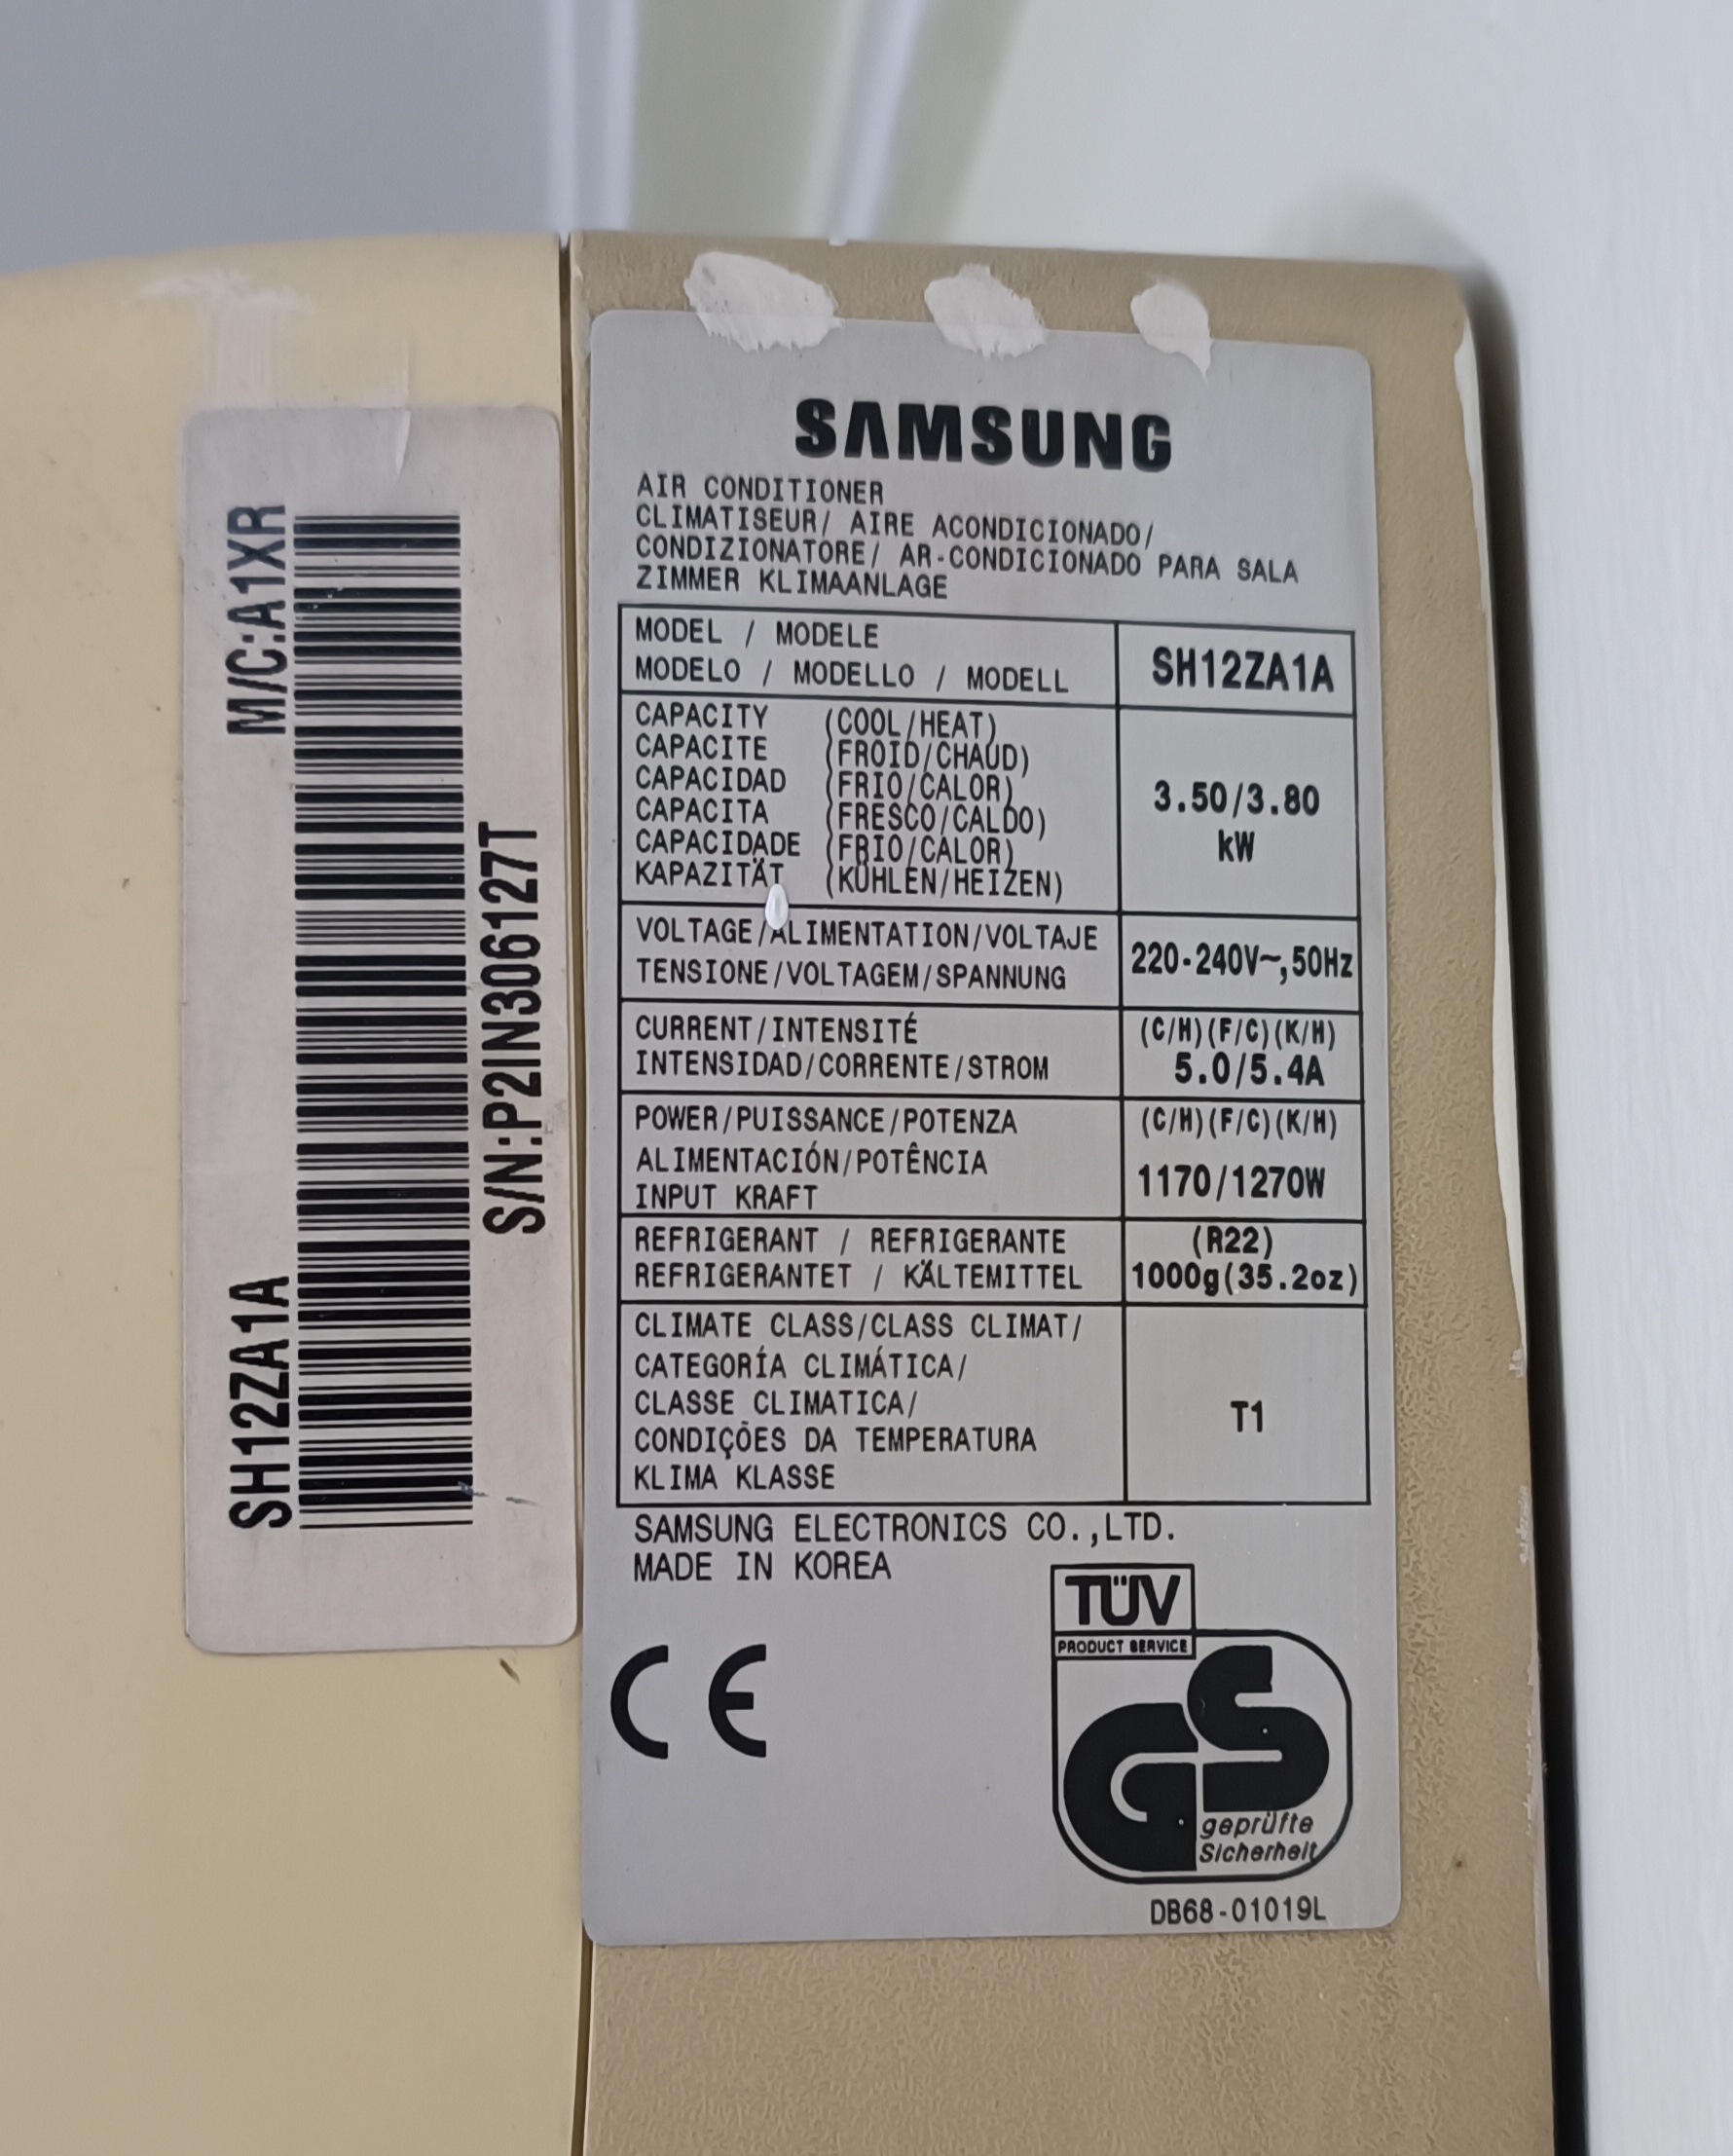 M/C:A1XR
SH12ZA1A
S/N:P2IN306127T
SAMSUNG
AIR CONDITIONER
CLIMATISEUR/ AIRE ACONDICIONADO/
CONDIZIONATORE/ AR-CONDICIONADO PARA SALA
ZIMMER KLIMAANLAGE
MODEL / MODELE
MODELO / MODELLO / MODELL
SH12ZA1A
CAPACITY (COOL/HEAT)
CAPACITE (FROID/CHAUD)
CAPACIDAD (FRIO/CALOR)
CAPACITA (FRESCO/CALDO)
CAPACIDADE (FRIO/CALOR)
KAPAZITÄT (KÜHLEN/HEIZEN)
3.50/3.80
kW
VOLTAGE/ALIMENTATION/VOLTAJE
TENSIONE/VOLTAGEM/SPANNUNG
220-240V~,50Hz
CURRENT/INTENSITÉ
INTENSIDAD/CORRENTE/STROM
(C/H)(F/C)(K/H)
5.0/5.4A
POWER/PUISSANCE/POTENZA
ALIMENTACIÓN/POTÊNCIA
INPUT KRAFT
(C/H)(F/C)(K/H)
1170/1270W
REFRIGERANT / REFRIGERANTE
REFRIGERANTET / KÄLTEMITTEL
(R22)
1000g(35.2oz)
CLIMATE CLASS/CLASS CLIMAT/
CATEGORÍA CLIMÁTICA/
CLASSE CLIMATICA/
CONDIÇÕES DA TEMPERATURA
KLIMA KLASSE
T1
SAMSUNG ELECTRONICS CO.,LTD.
MADE IN KOREA
CE
TÜV
PRODUCT SERVICE
GS
geprüfte
Sicherheit
DB68-01019L